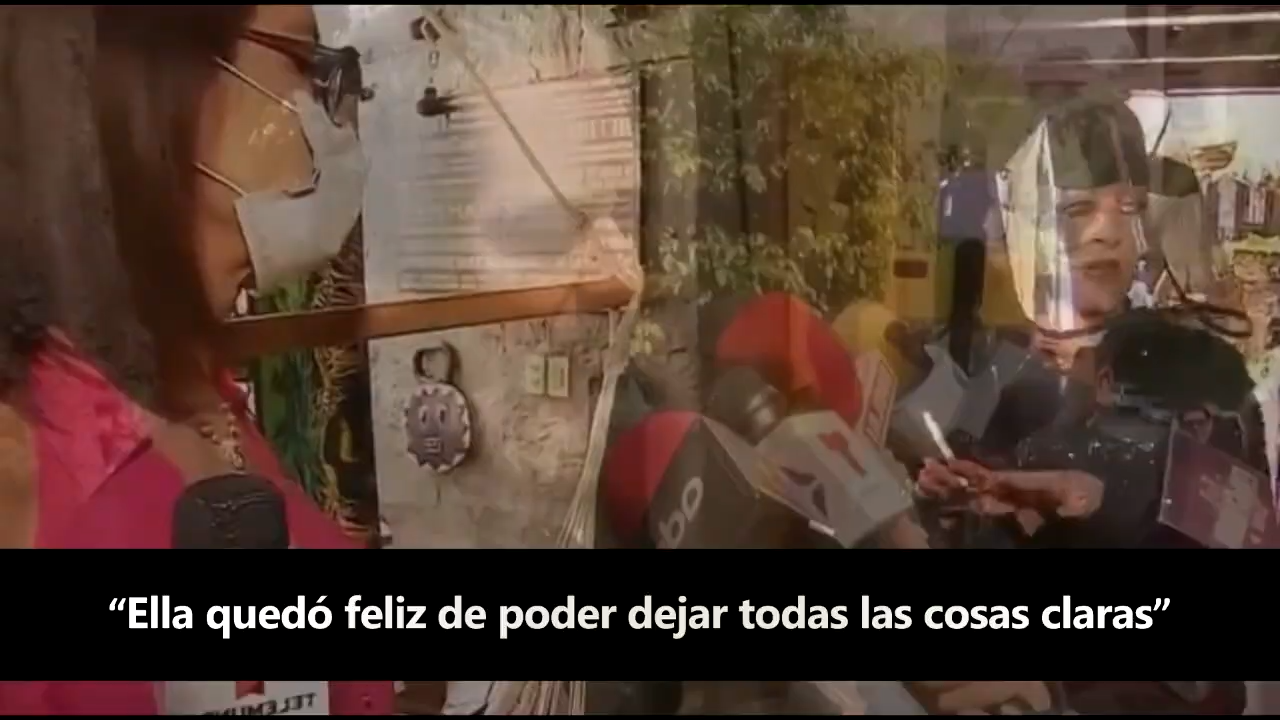 “Ella quedó feliz de poder dejar todas las cosas claras”